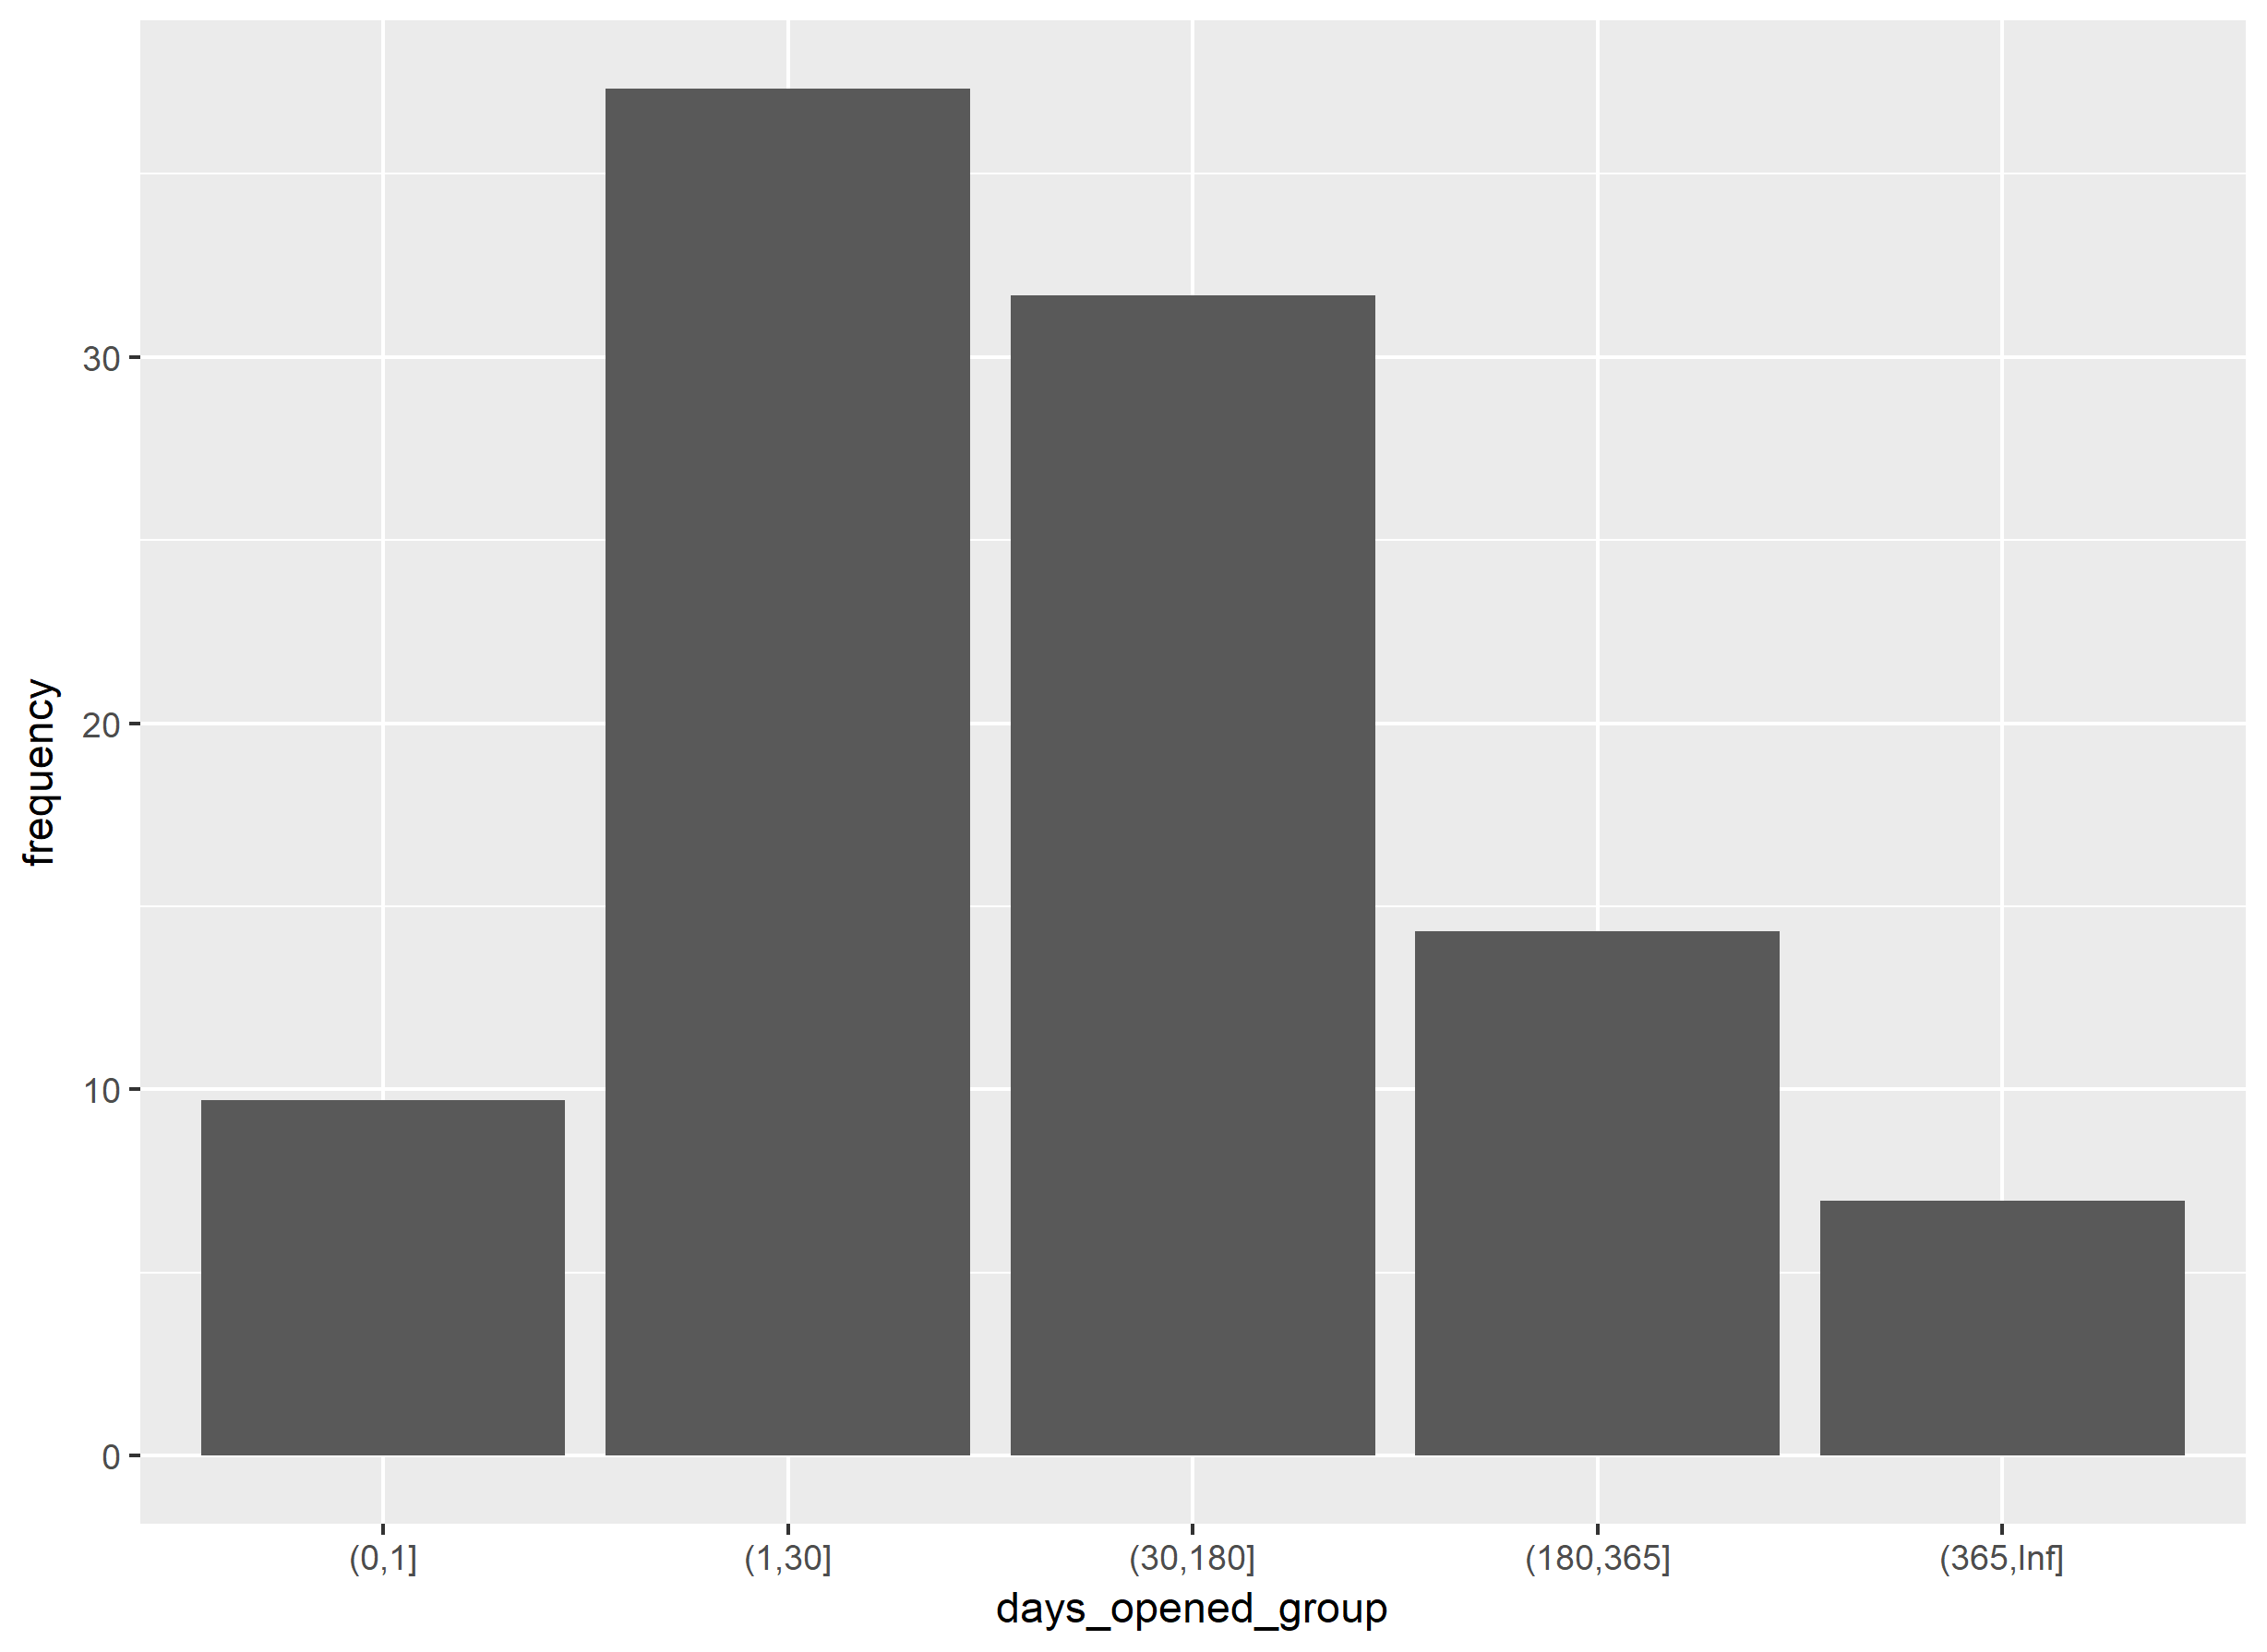 frequency
30
20
10
0
(0,1]
(1,30]
(30,180]
(180,365]
(365,Inf]
days_opened_group